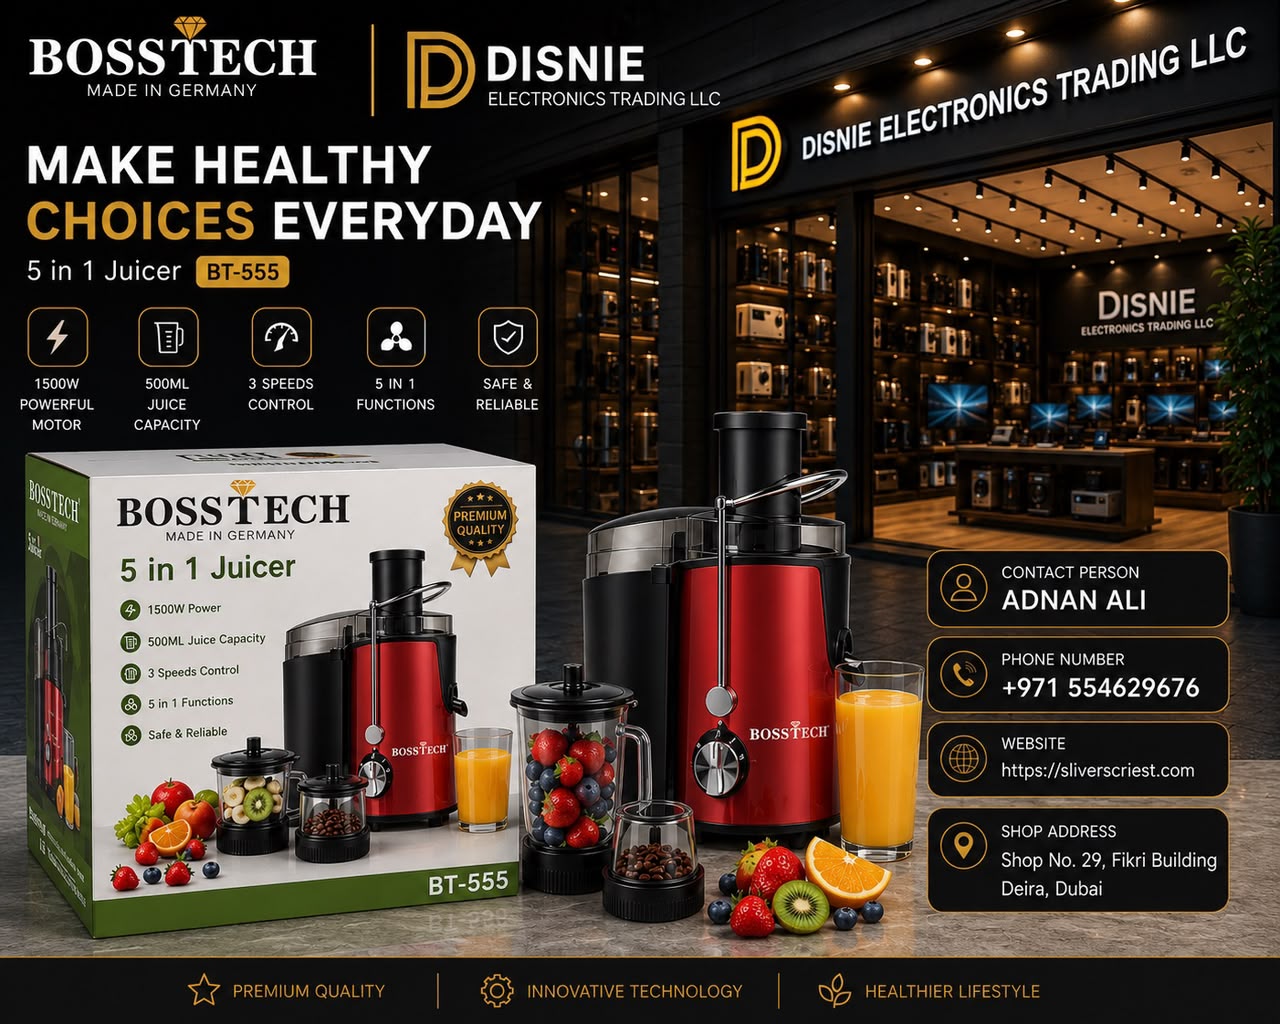 BOSSTECH
MADE IN GERMANY
DISNIE
ELECTRONICS TRADING LLC
DISNIE ELECTRONICS TRADING LLC
MAKE HEALTHY
CHOICES EVERYDAY
5 in 1 Juicer BT-555
1500W
POWERFUL
MOTOR
500ML
JUICE
CAPACITY
3 SPEEDS
CONTROL
5 IN 1
FUNCTIONS
SAFE &
RELIABLE
DISNIE
ELECTRONICS TRADING LLC
BOSSTECH
BOSSTECH
MADE IN GERMANY
PREMIUM
QUALITY
5 in 1 Juicer
1500W Power
500ML Juice Capacity
3 Speeds Control
5 in 1 Functions
Safe & Reliable
BOSSTECH
BT-555
BOSSTECH
CONTACT PERSON
ADNAN ALI
PHONE NUMBER
+971 554629676
WEBSITE
https://sliverscriest.com
SHOP ADDRESS
Shop No. 29, Fikri Building
Deira, Dubai
PREMIUM QUALITY
INNOVATIVE TECHNOLOGY
HEALTHIER LIFESTYLE